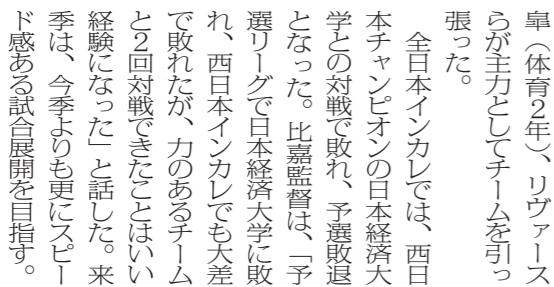 皐（体育２年）、リヴァース
らが主力としてチームを引っ
張った。
　全日本インカレでは、西日
本チャンピオンの日本経済大
学との対戦で敗れ、予選敗退
となった。比嘉監督は、「予
選リーグで日本経済大学に敗
れ、西日本インカレでも大差
で敗れたが、力のあるチーム
と２回対戦できたことはいい
経験になった」と話した。来
季は、今季よりも更にスピー
ド感ある試合展開を目指す。